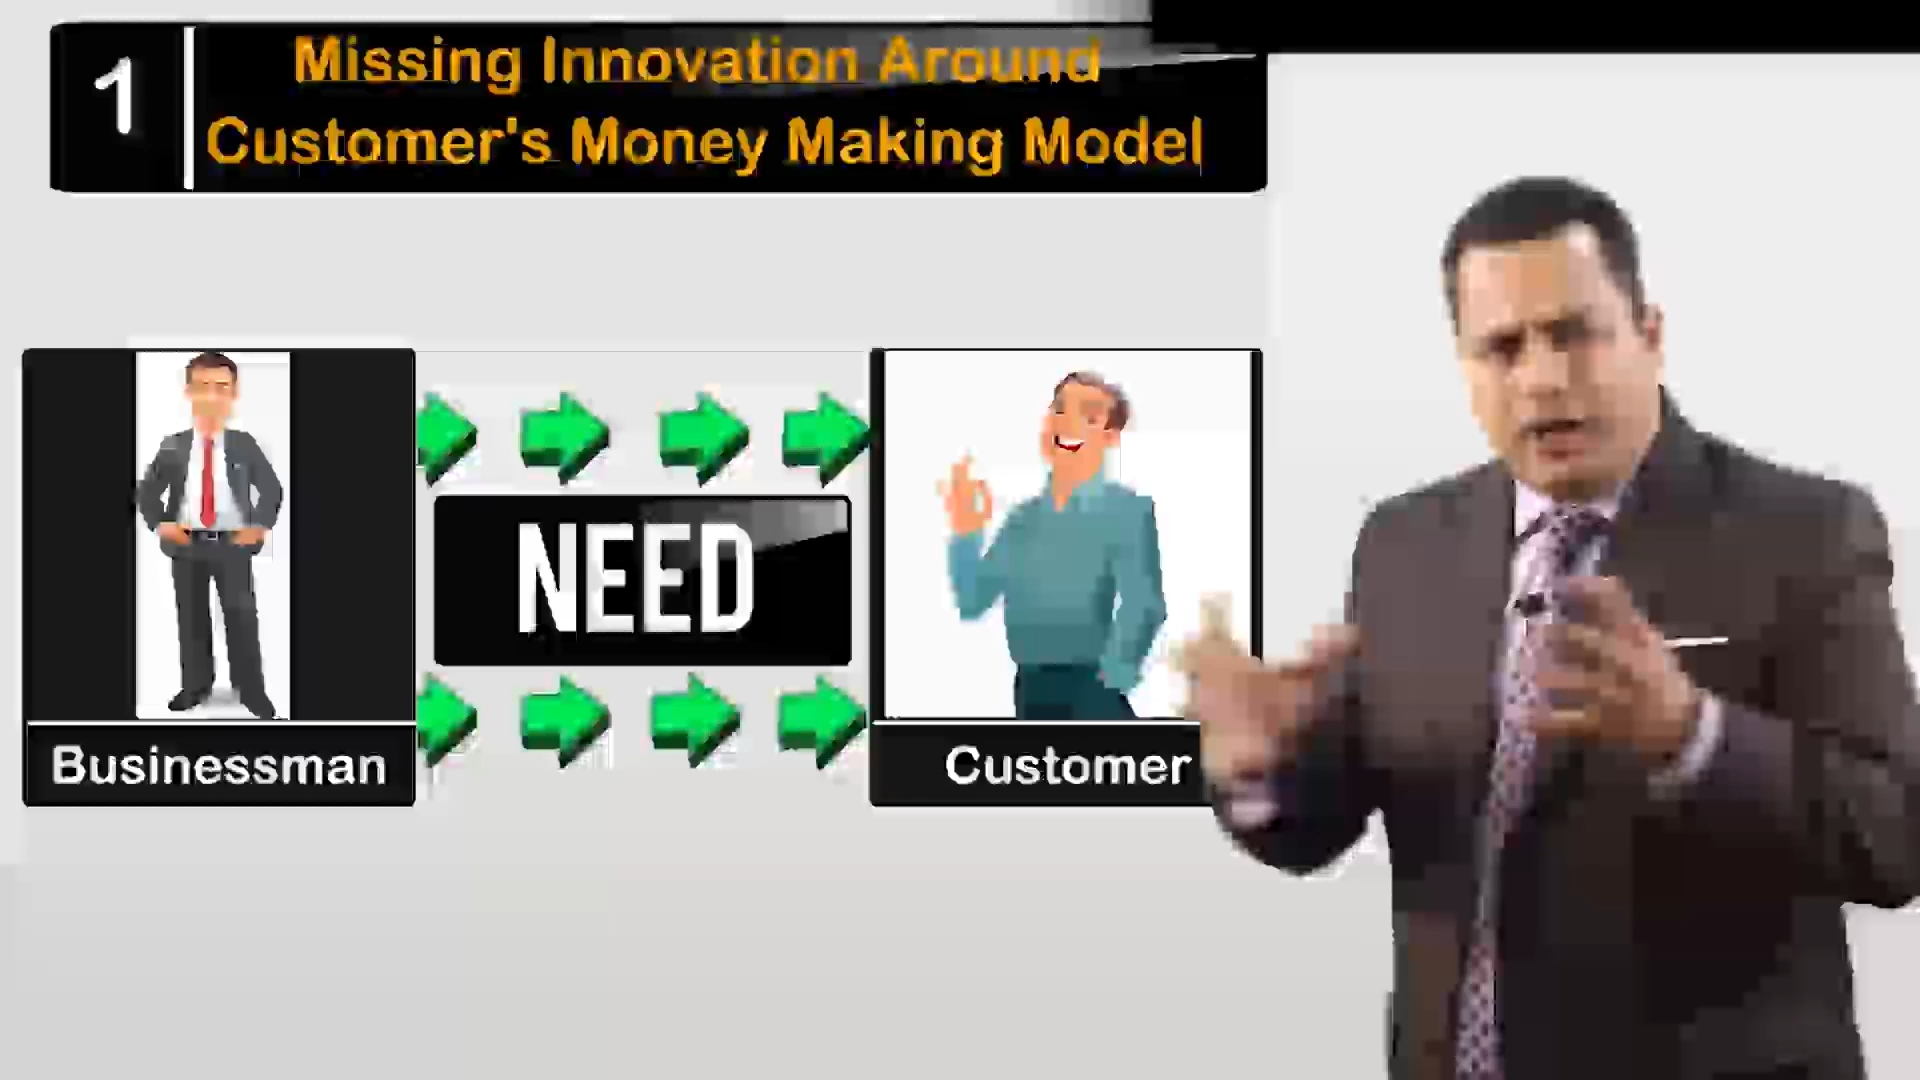 1
Missing Innovation Around
Customer's Money Making Model
NEED
Businessman
Customer